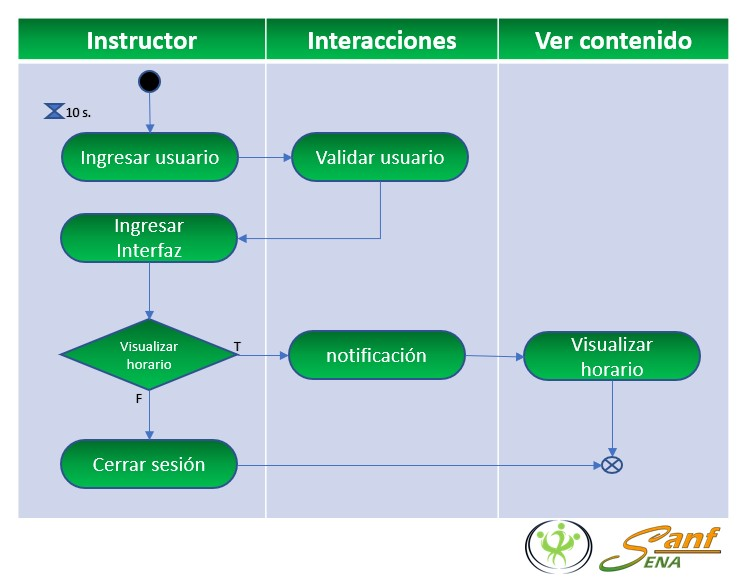 Instructor
Interacciones
Ver contenido
10 s.
Ingresar usuario
Validar usuario
Ingresar
Interfaz
Visualizar
horario
T
notificación
Visualizar
horario
F
Cerrar sesión
Sanf
SENA